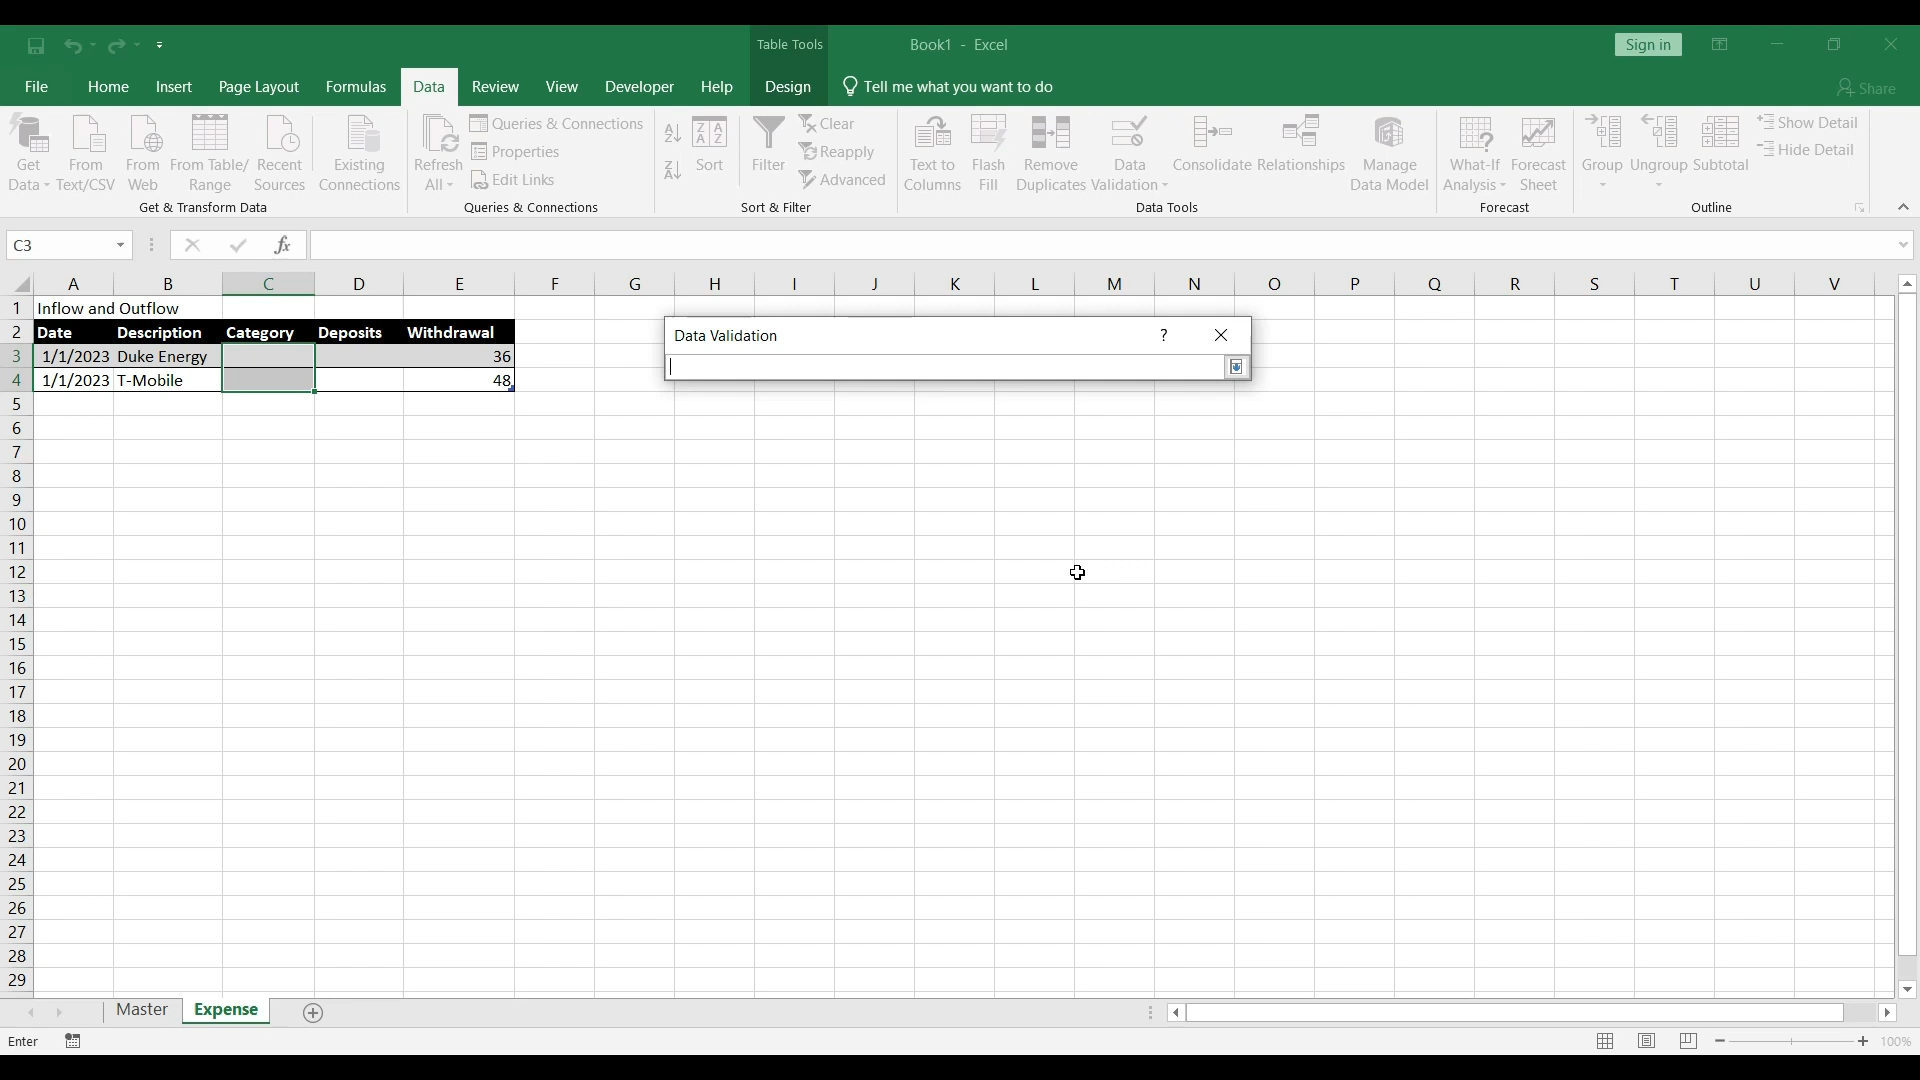 Table Tools
Book1 - Excel
Sign in
File Home Insert Page Layout Formulas Data Review View Developer Help Design Tell me what you want to do Share
Get Data
From Text/CSV
From Web
From Table/ Range
Recent Sources
Existing Connections
Get & Transform Data
Refresh All
Queries & Connections
Properties
Edit Links
Queries & Connections
Sort
Filter
Clear
Reapply
Advanced
Sort & Filter
Text to Columns
Flash Fill
Remove Duplicates
Data Validation
Consolidate
Relationships
Manage Data Model
Data Tools
What-If Analysis
Forecast Sheet
Forecast
Group
Ungroup
Subtotal
Show Detail
Hide Detail
Outline
C3
fx
A B C D E F G H I J K L M N O P Q R S T U V
1 Inflow and Outflow
2 Date Description Category Deposits Withdrawal
3 1/1/2023 Duke Energy 36
4 1/1/2023 T-Mobile 48
Data Validation ?
5
6
7
8
9
10
11
12
13
14
15
16
17
18
19
20
21
22
23
24
25
26
27
28
29
Master Expense
Enter
100%